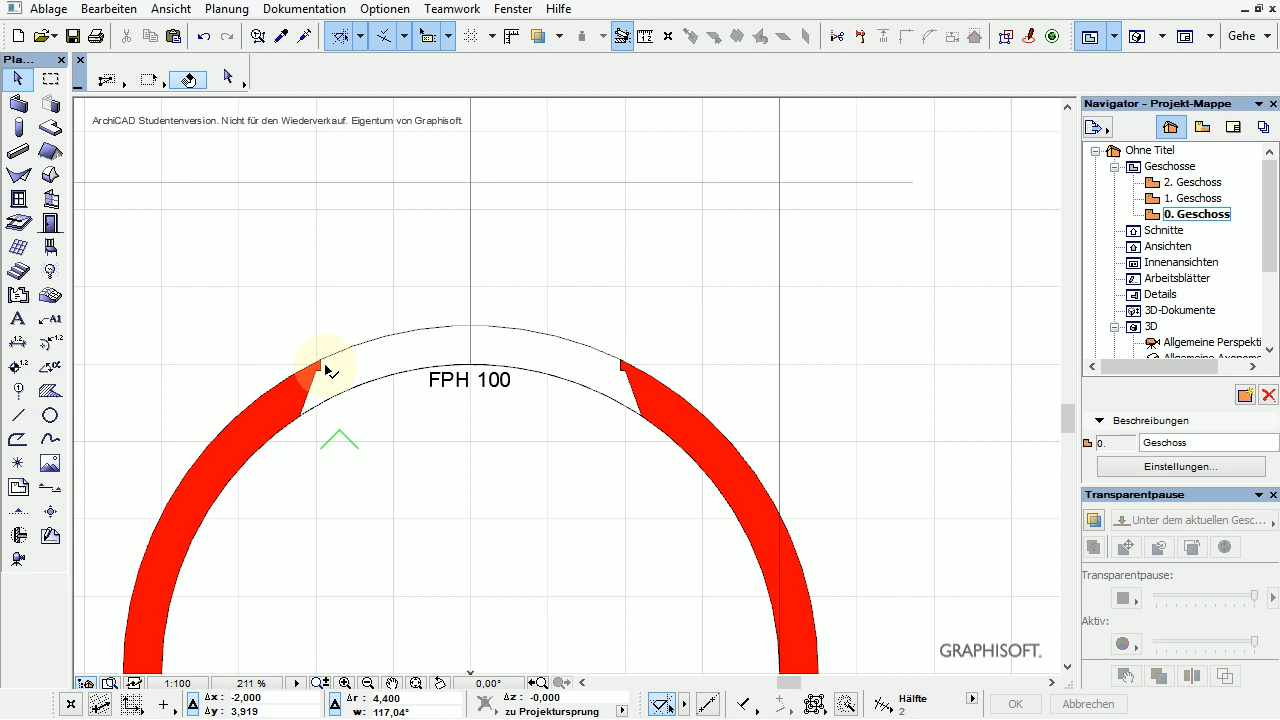 Ablage Bearbeiten Ansicht Planung Dokumentation Optionen Teamwork Fenster Hilfe
Gehe
Pla...
Navigator - Projekt-Mappe
ArchiCAD Studentenversion. Nicht für den Wiederverkauf. Eigentum von Graphisoft.
Ohne Titel
Geschosse
2. Geschoss
1. Geschoss
0. Geschoss
Schnitte
Ansichten
Innenansichten
Arbeitsblätter
Details
3D-Dokumente
3D
Allgemeine Perspekti
FPH 100
Beschreibungen
0. Geschoss
Einstellungen...
Transparentpause
Unter dem aktuellen Gesc...
Transparentpause:
Aktiv:
GRAPHISOFT.
1:100 211 % 0,00°
Δx: -2,000 Δr: 4,400 Δz: -0,000 Hälfte
Δy: 3,919 w: 117,04° zu Projektursprung 2
OK Abbrechen